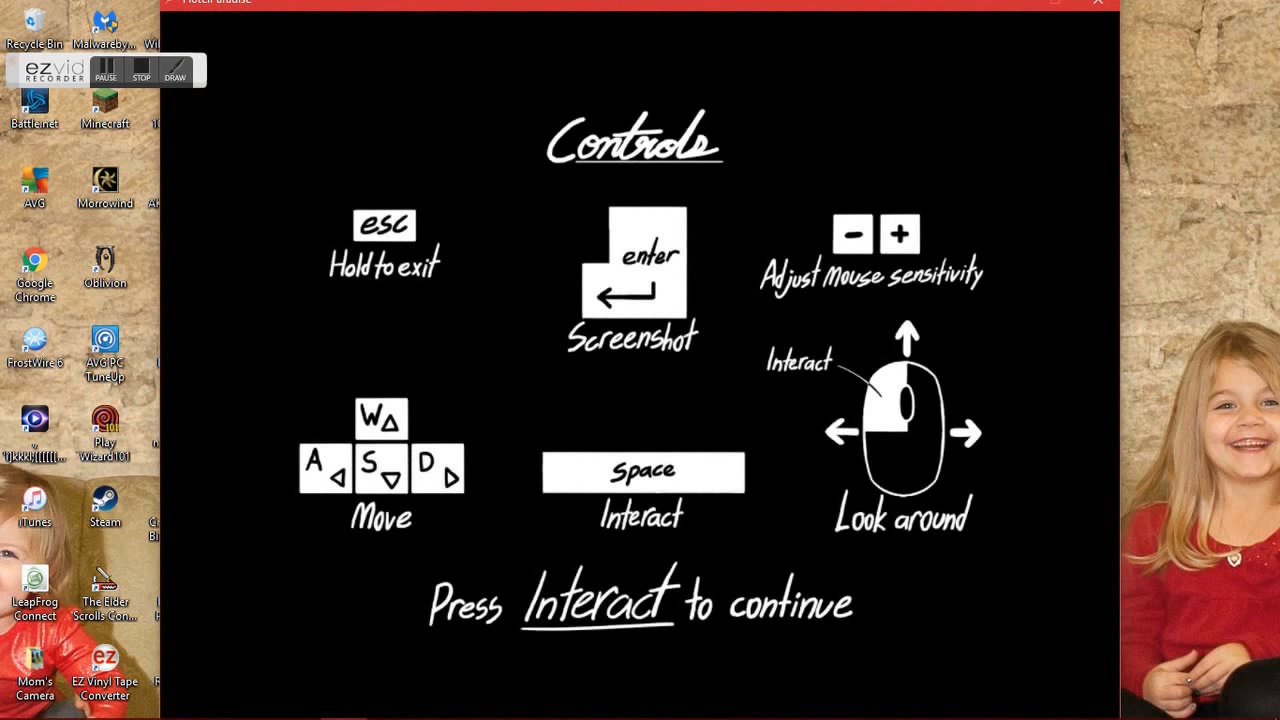 Recycle Bin
Malwareby...
ezvid
RECORDER
PAUSE
STOP
DRAW
Battle.net
Minecraft
AVG
Morrowind
Google
Chrome
Oblivion
FrostWire 6
AVG PC
TuneUp
Play
Wizard101
iTunes
Steam
LeapFrog
Connect
The Elder
Scrolls Con...
Mom's
Camera
EZ Vinyl Tape
Converter
Controls
esc
Hold to exit
enter
Screenshot
- +
Adjust mouse sensitivity
Interact
W
A S D
Move
Space
Interact
Look around
Press Interact to continue